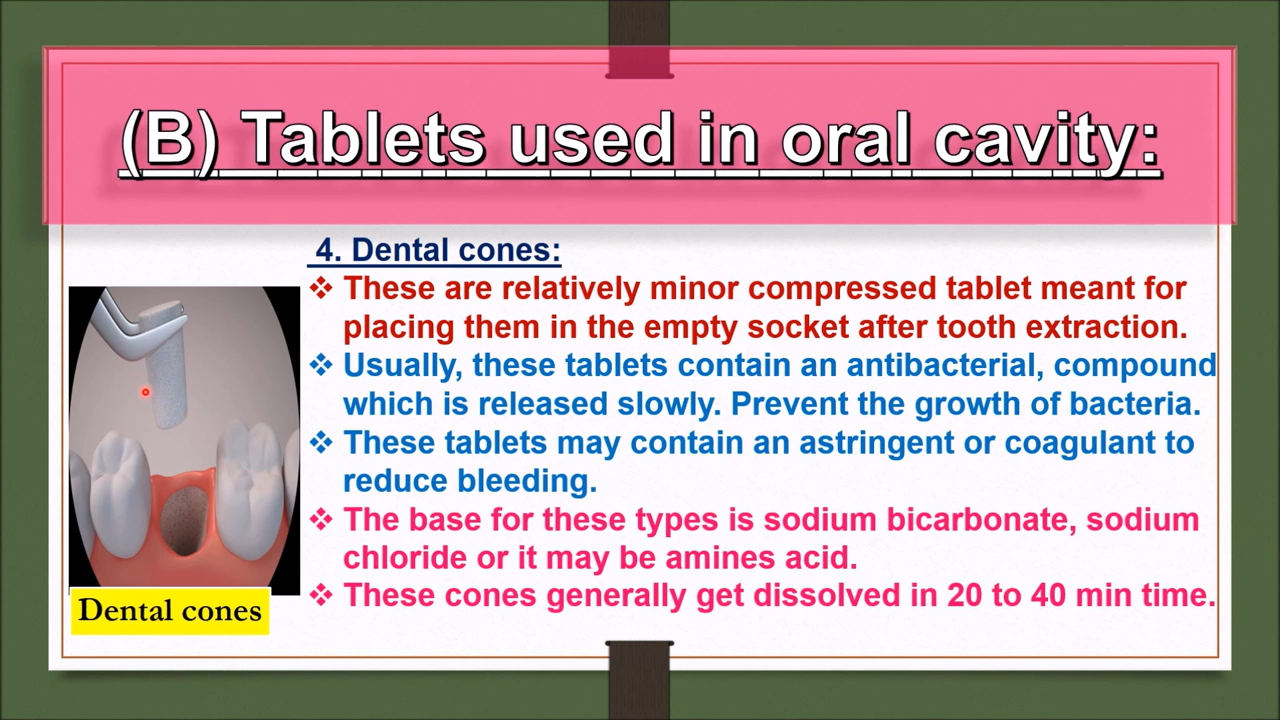 (B) Tablets used in oral cavity:
4. Dental cones:
❖ These are relatively minor compressed tablet meant for
placing them in the empty socket after tooth extraction.
❖ Usually, these tablets contain an antibacterial, compound
which is released slowly. Prevent the growth of bacteria.
❖ These tablets may contain an astringent or coagulant to
reduce bleeding.
❖ The base for these types is sodium bicarbonate, sodium
chloride or it may be amines acid.
❖ These cones generally get dissolved in 20 to 40 min time.
Dental cones